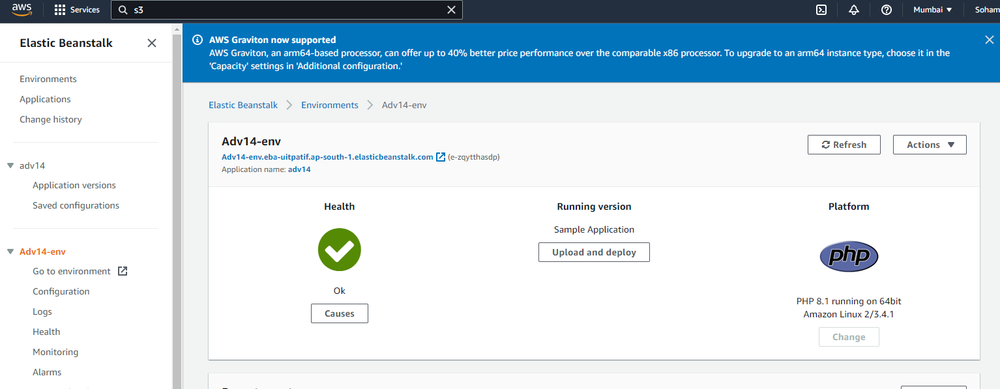 aws
Services
s3
Mumbai
Soham
Elastic Beanstalk
Environments
Applications
Change history
adv14
Application versions
Saved configurations
Adv14-env
Go to environment
Configuration
Logs
Health
Monitoring
Alarms
AWS Graviton now supported
AWS Graviton, an arm64-based processor, can offer up to 40% better price performance over the comparable x86 processor. To upgrade to an arm64 instance type, choose it in the
'Capacity' settings in 'Additional configuration.'
Elastic Beanstalk Environments Adv14-env
Adv14-env
Adv14-env.eba-uitpatif.ap-south-1.elasticbeanstalk.com (e-zqytthasdp)
Application name: adv14
Refresh
Actions
Health
Ok
Causes
Running version
Sample Application
Upload and deploy
Platform
php
PHP 8.1 running on 64bit
Amazon Linux 2/3.4.1
Change